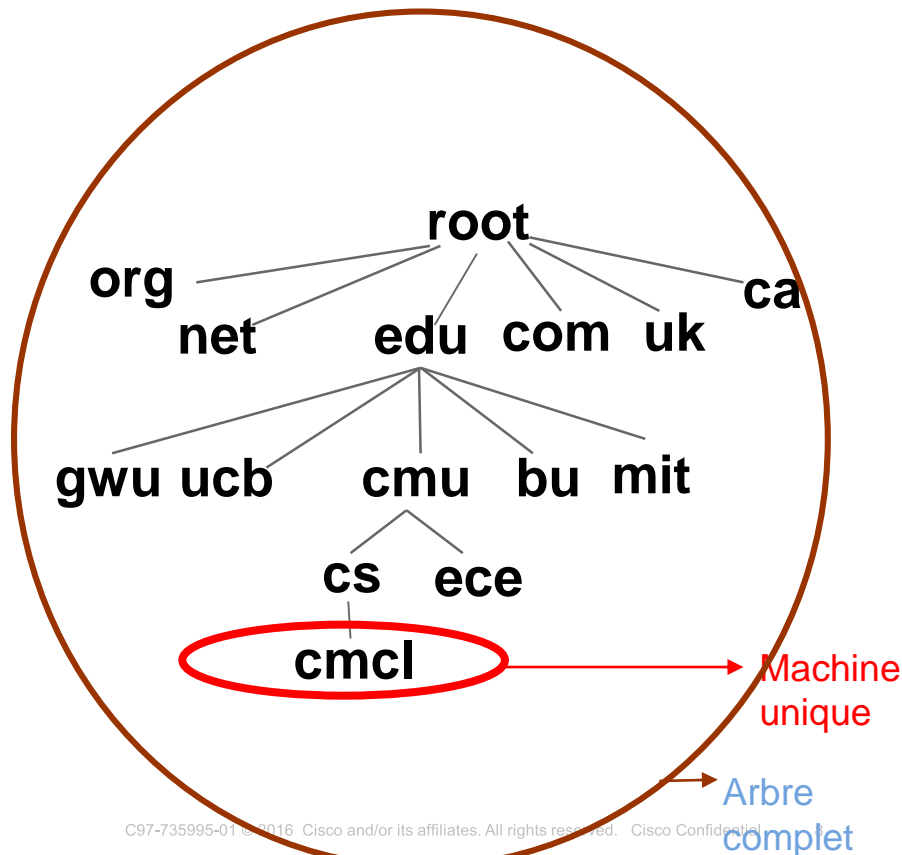 root
org
ca
net edu com uk
gwu ucb cmu bu mit
cs ece
cmcl
Machine
unique
Arbre
complet
C97-735995-01 © 2016 Cisco and/or its affiliates. All rights reserved. Cisco Confidential
8